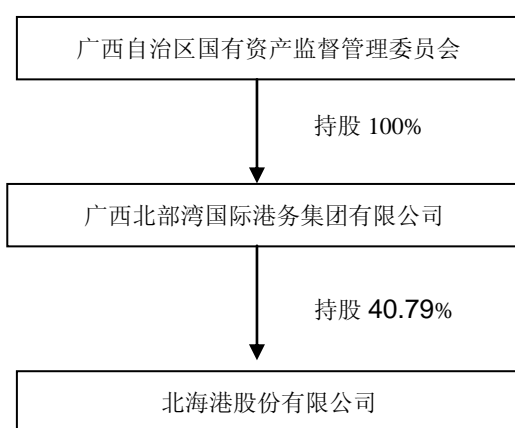 广西自治区国有资产监督管理委员会
持股 100%
广西北部湾国际港务集团有限公司
持股 40.79%
北海港股份有限公司